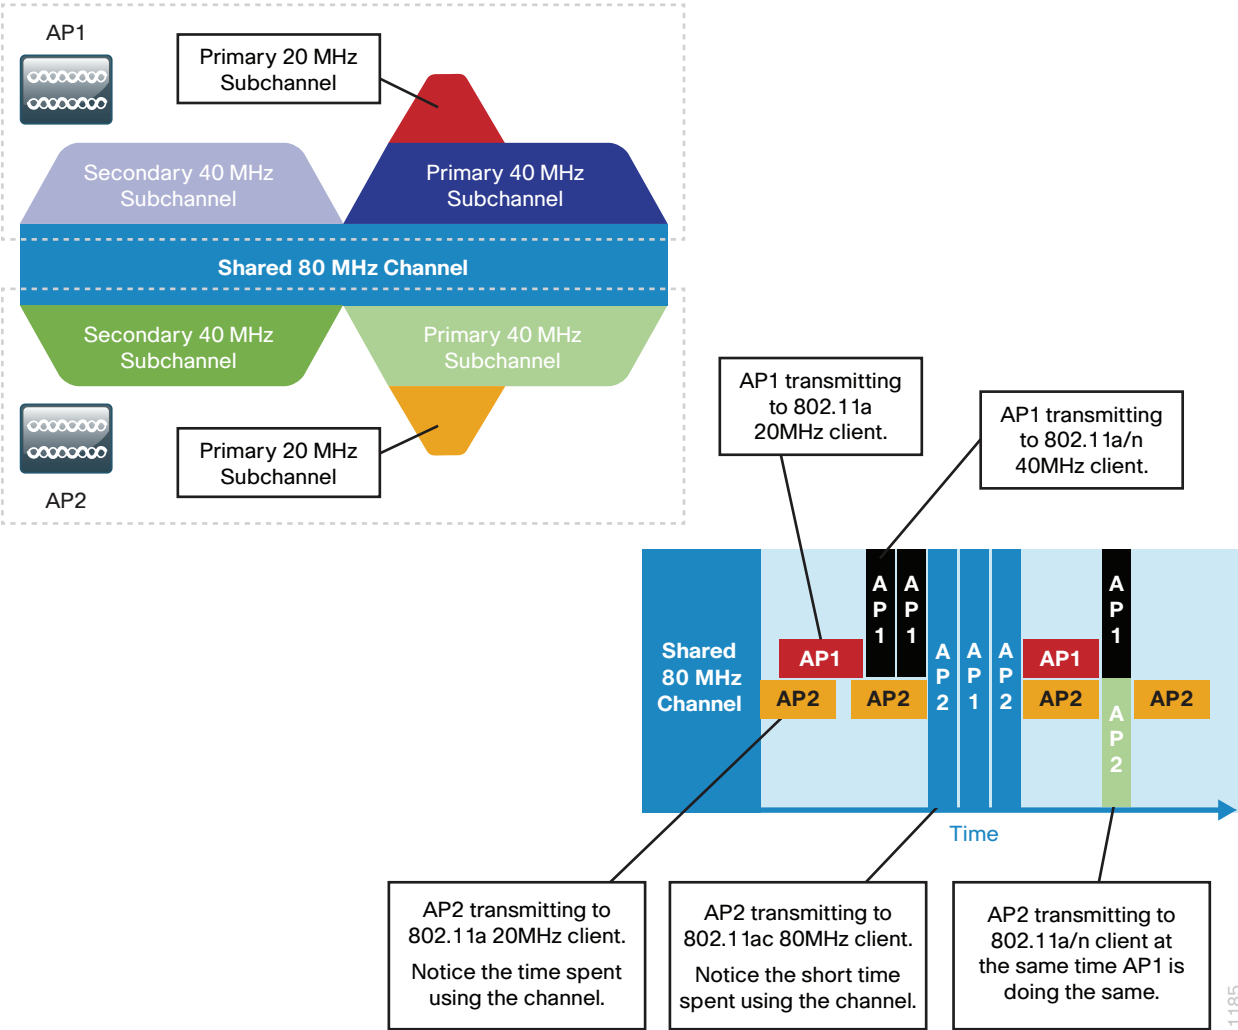 AP1
Primary 20 MHz
Subchannel
Secondary 40 MHz
Subchannel
Primary 40 MHz
Subchannel
Shared 80 MHz Channel
Secondary 40 MHz
Subchannel
Primary 40 MHz
Subchannel
Primary 20 MHz
Subchannel
AP2
AP1 transmitting
to 802.11a
20MHz client.
AP1 transmitting
to 802.11a/n
40MHz client.
Shared
80 MHz
Channel
AP2
AP1
AP2
AP1
AP1
AP2
AP1
AP2
AP1
AP2
AP1
AP2
AP2
Time
AP2 transmitting to
802.11a 20MHz client.
Notice the time spent
using the channel.
AP2 transmitting to
802.11ac 80MHz client.
Notice the short time
spent using the channel.
AP2 transmitting to
802.11a/n client at
the same time AP1 is
doing the same.
1185